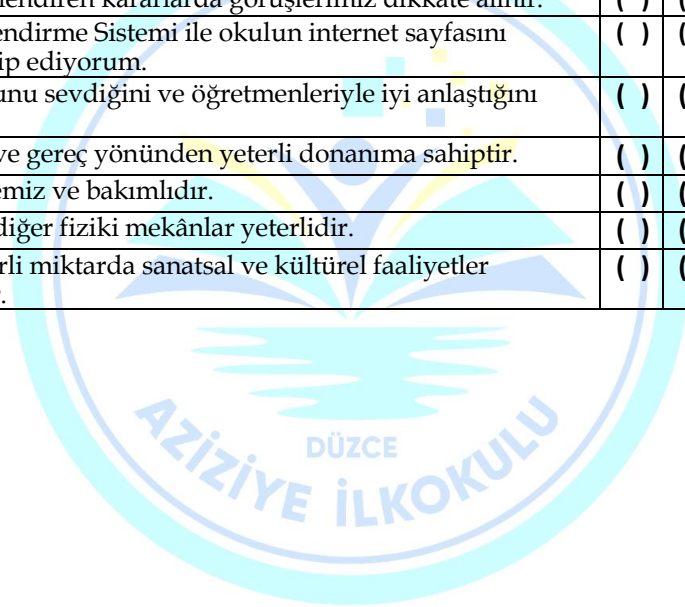 lendiren kararlarda görüşlerimiz dikkate alınır. ( )
endirme Sistemi ile okulun internet sayfasını ( )
ip ediyorum.
unu sevdiğini ve öğretmenleriyle iyi anlaştığını ( )
ve gereç yönünden yeterli donanıma sahiptir. ( )
emiz ve bakımlıdır. ( )
diğer fiziki mekânlar yeterlidir. ( )
rli miktarda sanatsal ve kültürel faaliyetler ( )
DÜZCE
AZİZİYE İLKOKULU